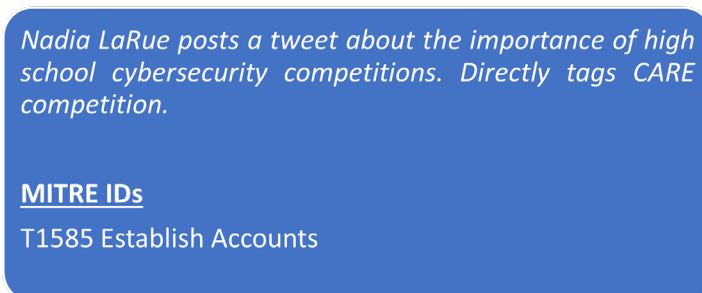 Nadia LaRue posts a tweet about the importance of high
school cybersecurity competitions. Directly tags CARE
competition.
MITRE IDs
T1585 Establish Accounts